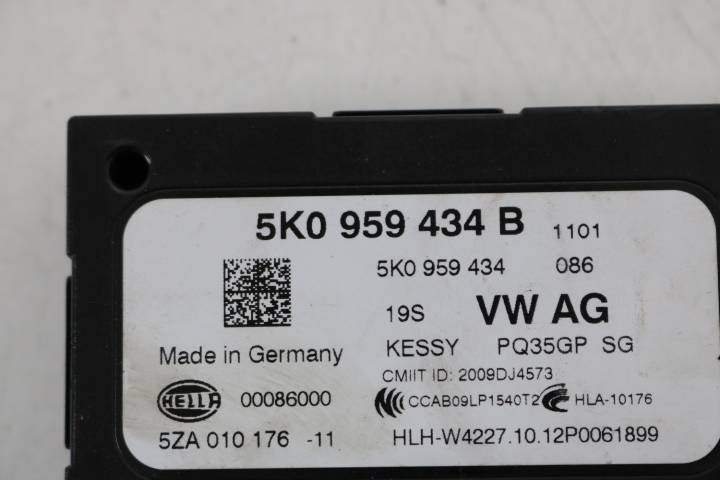 5K0 959 434 B 1101
5K0 959 434 086
19S VW AG
Made in Germany KESSY PQ35GP SG
CMIIT ID: 2009DJ4573
HELLA 00086000 CCAB09LP1540T2 HLA-10176
5ZA 010 176 -11 HLH-W4227.10.12P0061899